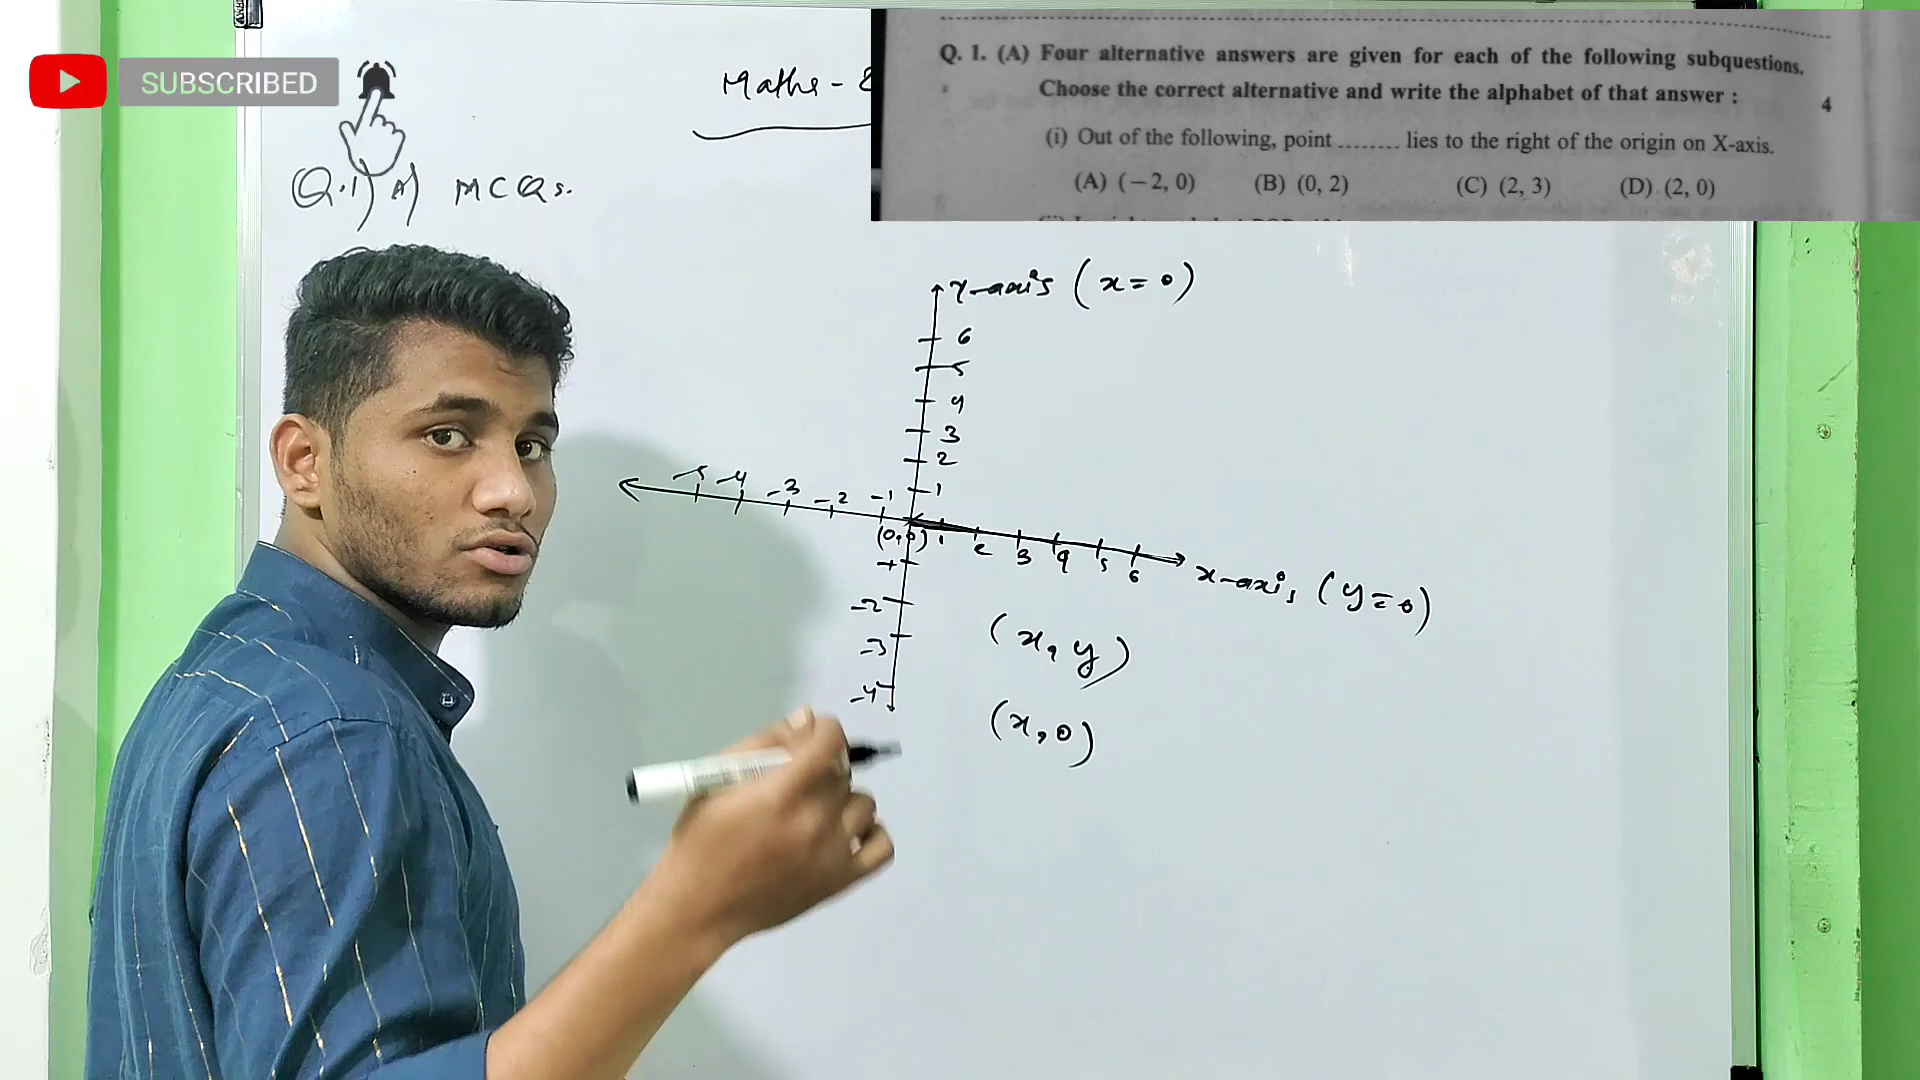 SUBSCRIBED
Maths -
Q.1) A) MCQs.
Q. 1. (A) Four alternative answers are given for each of the following subquestions.
Choose the correct alternative and write the alphabet of that answer :
4
(i) Out of the following, point ........ lies to the right of the origin on X-axis.
(A) (−2, 0) (B) (0, 2) (C) (2, 3) (D) (2, 0)
Y-axis (x=0)
6
5
4
3
2
1
-5 -4 -3 -2 -1
(0,0) 1 2 3 4 5 6
x-axis (y=0)
-1
-2
-3
-4
(x, y)
(x, 0)